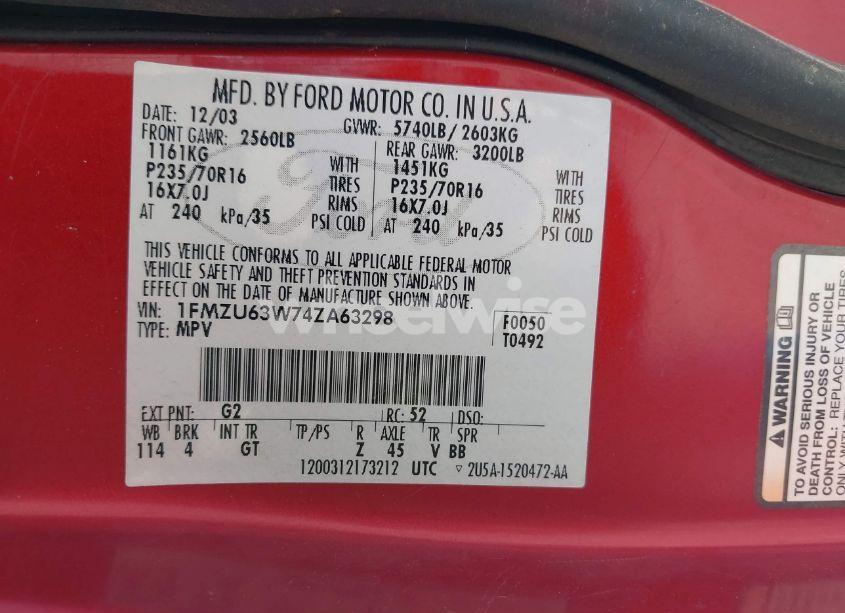 MFD. BY FORD MOTOR CO. IN U.S.A.
DATE: 12/03 GVWR: 5740LB/ 2603KG
FRONT GAWR: 2560LB REAR GAWR: 3200LB
1161KG WITH 1451KG WITH
P235/70R16 TIRES P235/70R16 TIRES
16X7.0J RIMS 16X7.0J RIMS
AT 240 kPa/35 PSI COLD AT 240 kPa/35 PSI COLD
Ford
THIS VEHICLE CONFORMS TO ALL APPLICABLE FEDERAL MOTOR
VEHICLE SAFETY AND THEFT PREVENTION STANDARDS IN
EFFECT ON THE DATE OF MANUFACTURE SHOWN ABOVE.
VIN: 1FMZU63W74ZA63298 F0050
TYPE: MPV T0492
wheelwise
EXT PNT: G2 RC: 52 DSO:
WB BRK INT TR TP/PS R AXLE TR SPR
114 4 GT Z 45 V BB
1200312173212 UTC ▽ 2U5A-1520472-AA
WARNING
TO AVOID SERIOUS INJURY OR
DEATH FROM LOSS OF VEHICLE
CONTROL: REPLACE YOUR TIRES